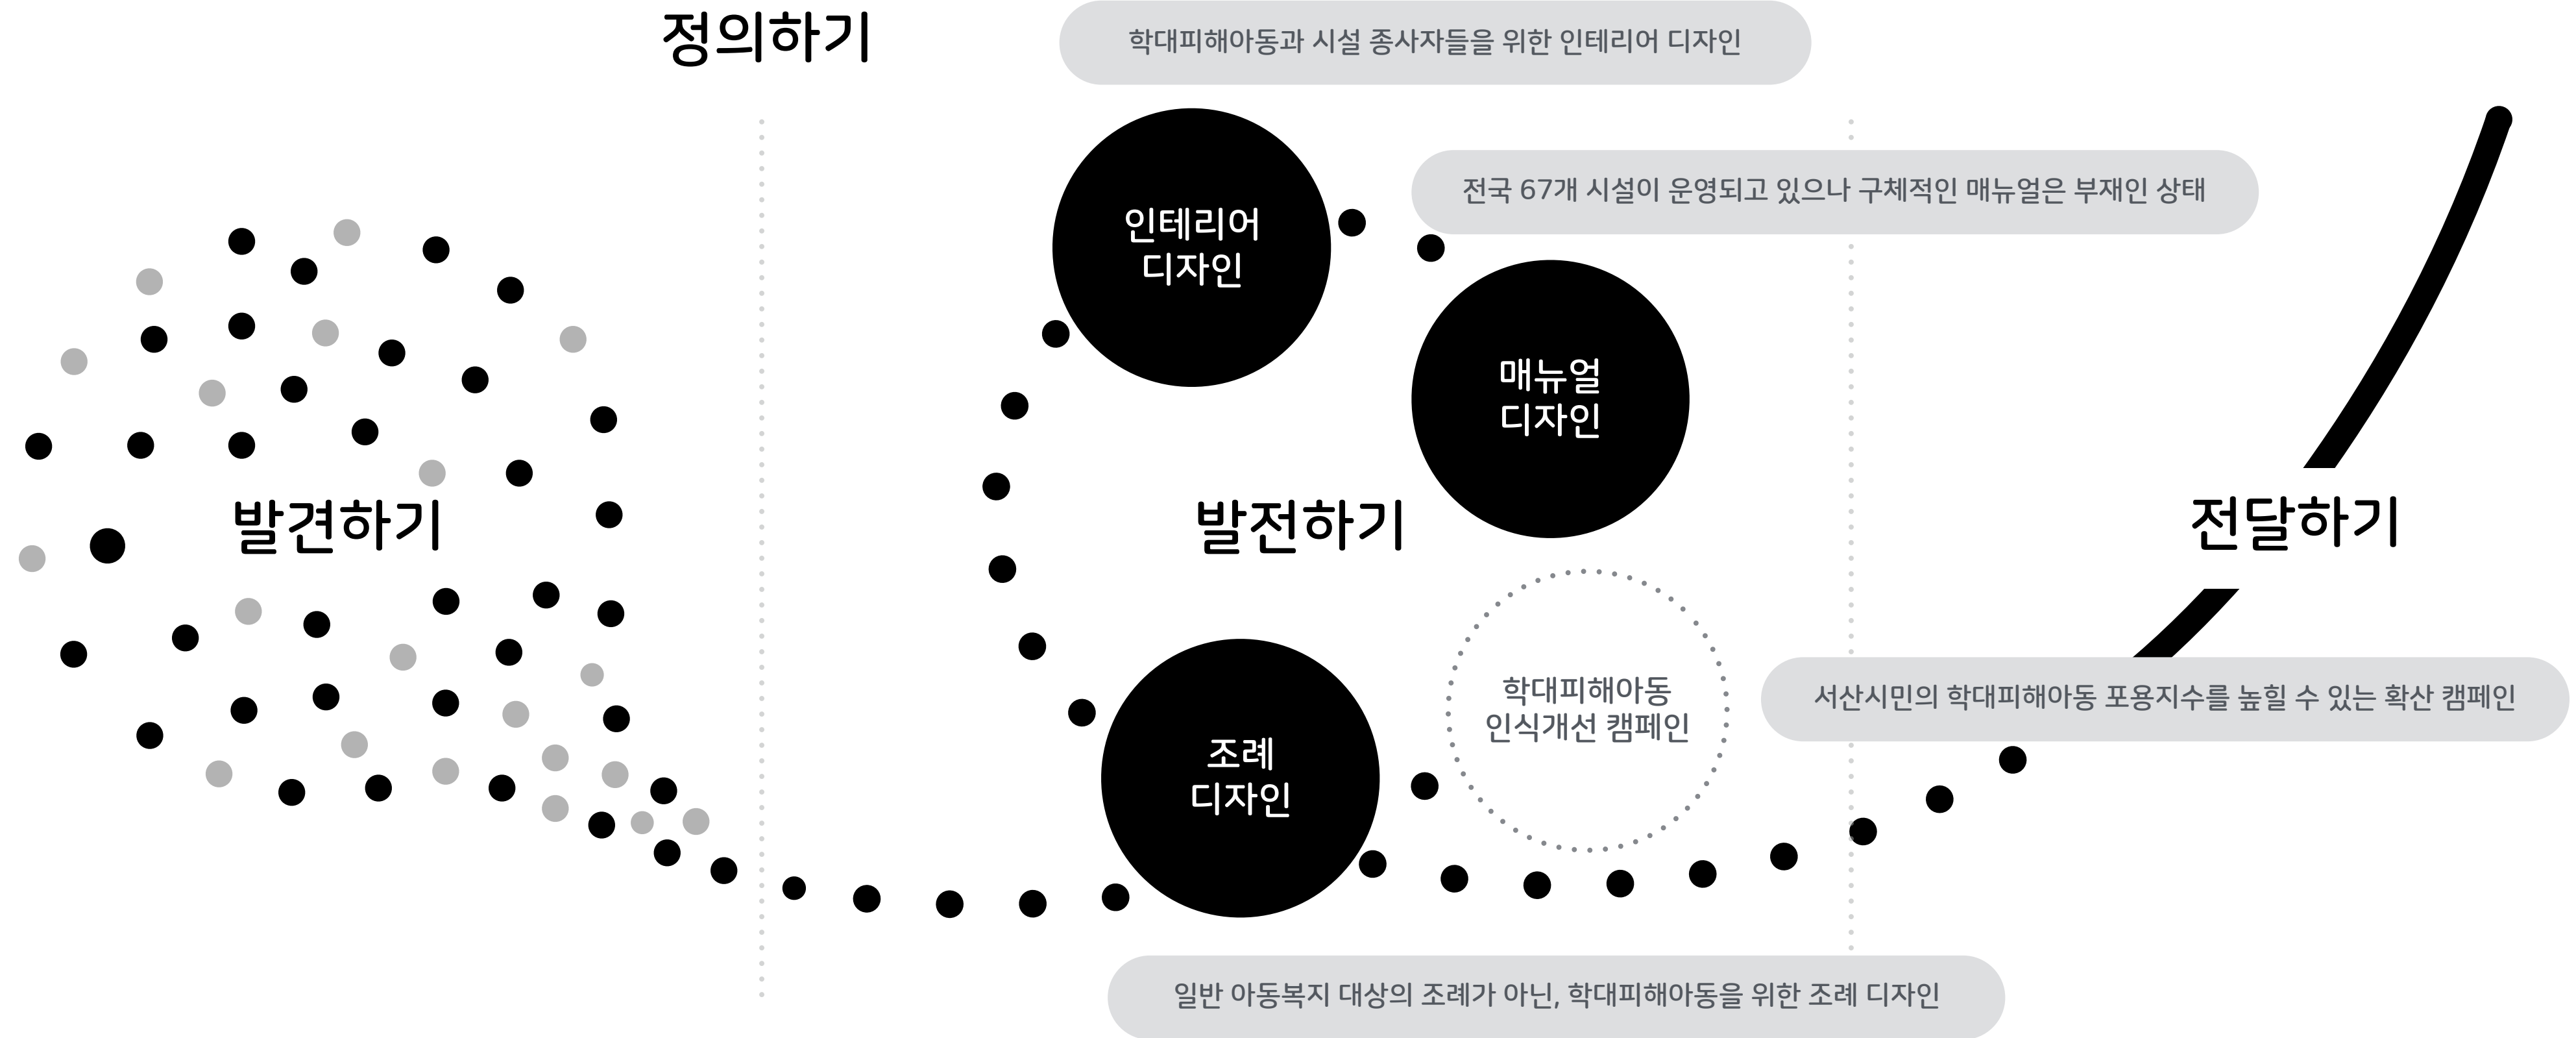 정의하기
학대피해아동과 시설 종사자들을 위한 인테리어 디자인
전국 67개 시설이 운영되고 있으나 구체적인 매뉴얼은 부재인 상태
인테리어
디자인
매뉴얼
디자인
발견하기
발전하기
전달하기
학대피해아동
인식개선 캠페인
서산시민의 학대피해아동 포용지수를 높힐 수 있는 확산 캠페인
조례
디자인
일반 아동복지 대상의 조례가 아닌, 학대피해아동을 위한 조례 디자인